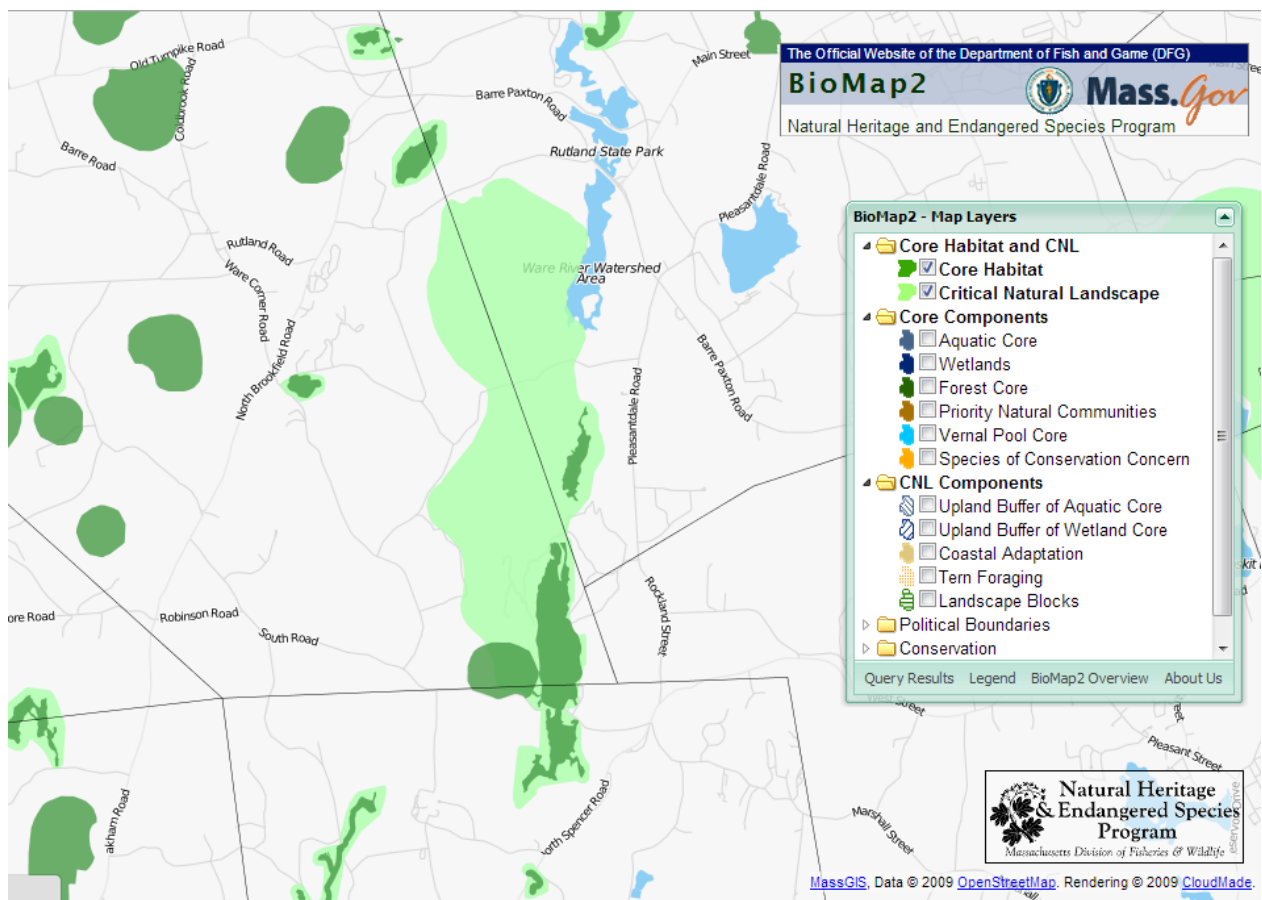 Old Turnpike Road
Coldbrook Road
Barre Road
Barre Paxton Road
Main Street
Rutland State Park
Pleasantdale Road
Rutland Road
Ware Corner Road
North Brookfield Road
Ware River Watershed
Area
Barre Paxton Road
Pleasantdale Road
Robinson Road
South Road
Rockland Street
ore Road
akham Road
orth Spencer Road
Marshall Street
Pleasant Street
The Official Website of the Department of Fish and Game (DFG)
BioMap2
Mass.Gov
Natural Heritage and Endangered Species Program
BioMap2 - Map Layers
Core Habitat and CNL
Core Habitat
Critical Natural Landscape
Core Components
Aquatic Core
Wetlands
Forest Core
Priority Natural Communities
Vernal Pool Core
Species of Conservation Concern
CNL Components
Upland Buffer of Aquatic Core
Upland Buffer of Wetland Core
Coastal Adaptation
Tern Foraging
Landscape Blocks
Political Boundaries
Conservation
Query Results Legend BioMap2 Overview About Us
Natural Heritage
& Endangered Species
Program
Massachusetts Division of Fisheries & Wildlife
MassGIS, Data © 2009 OpenStreetMap. Rendering © 2009 CloudMade.